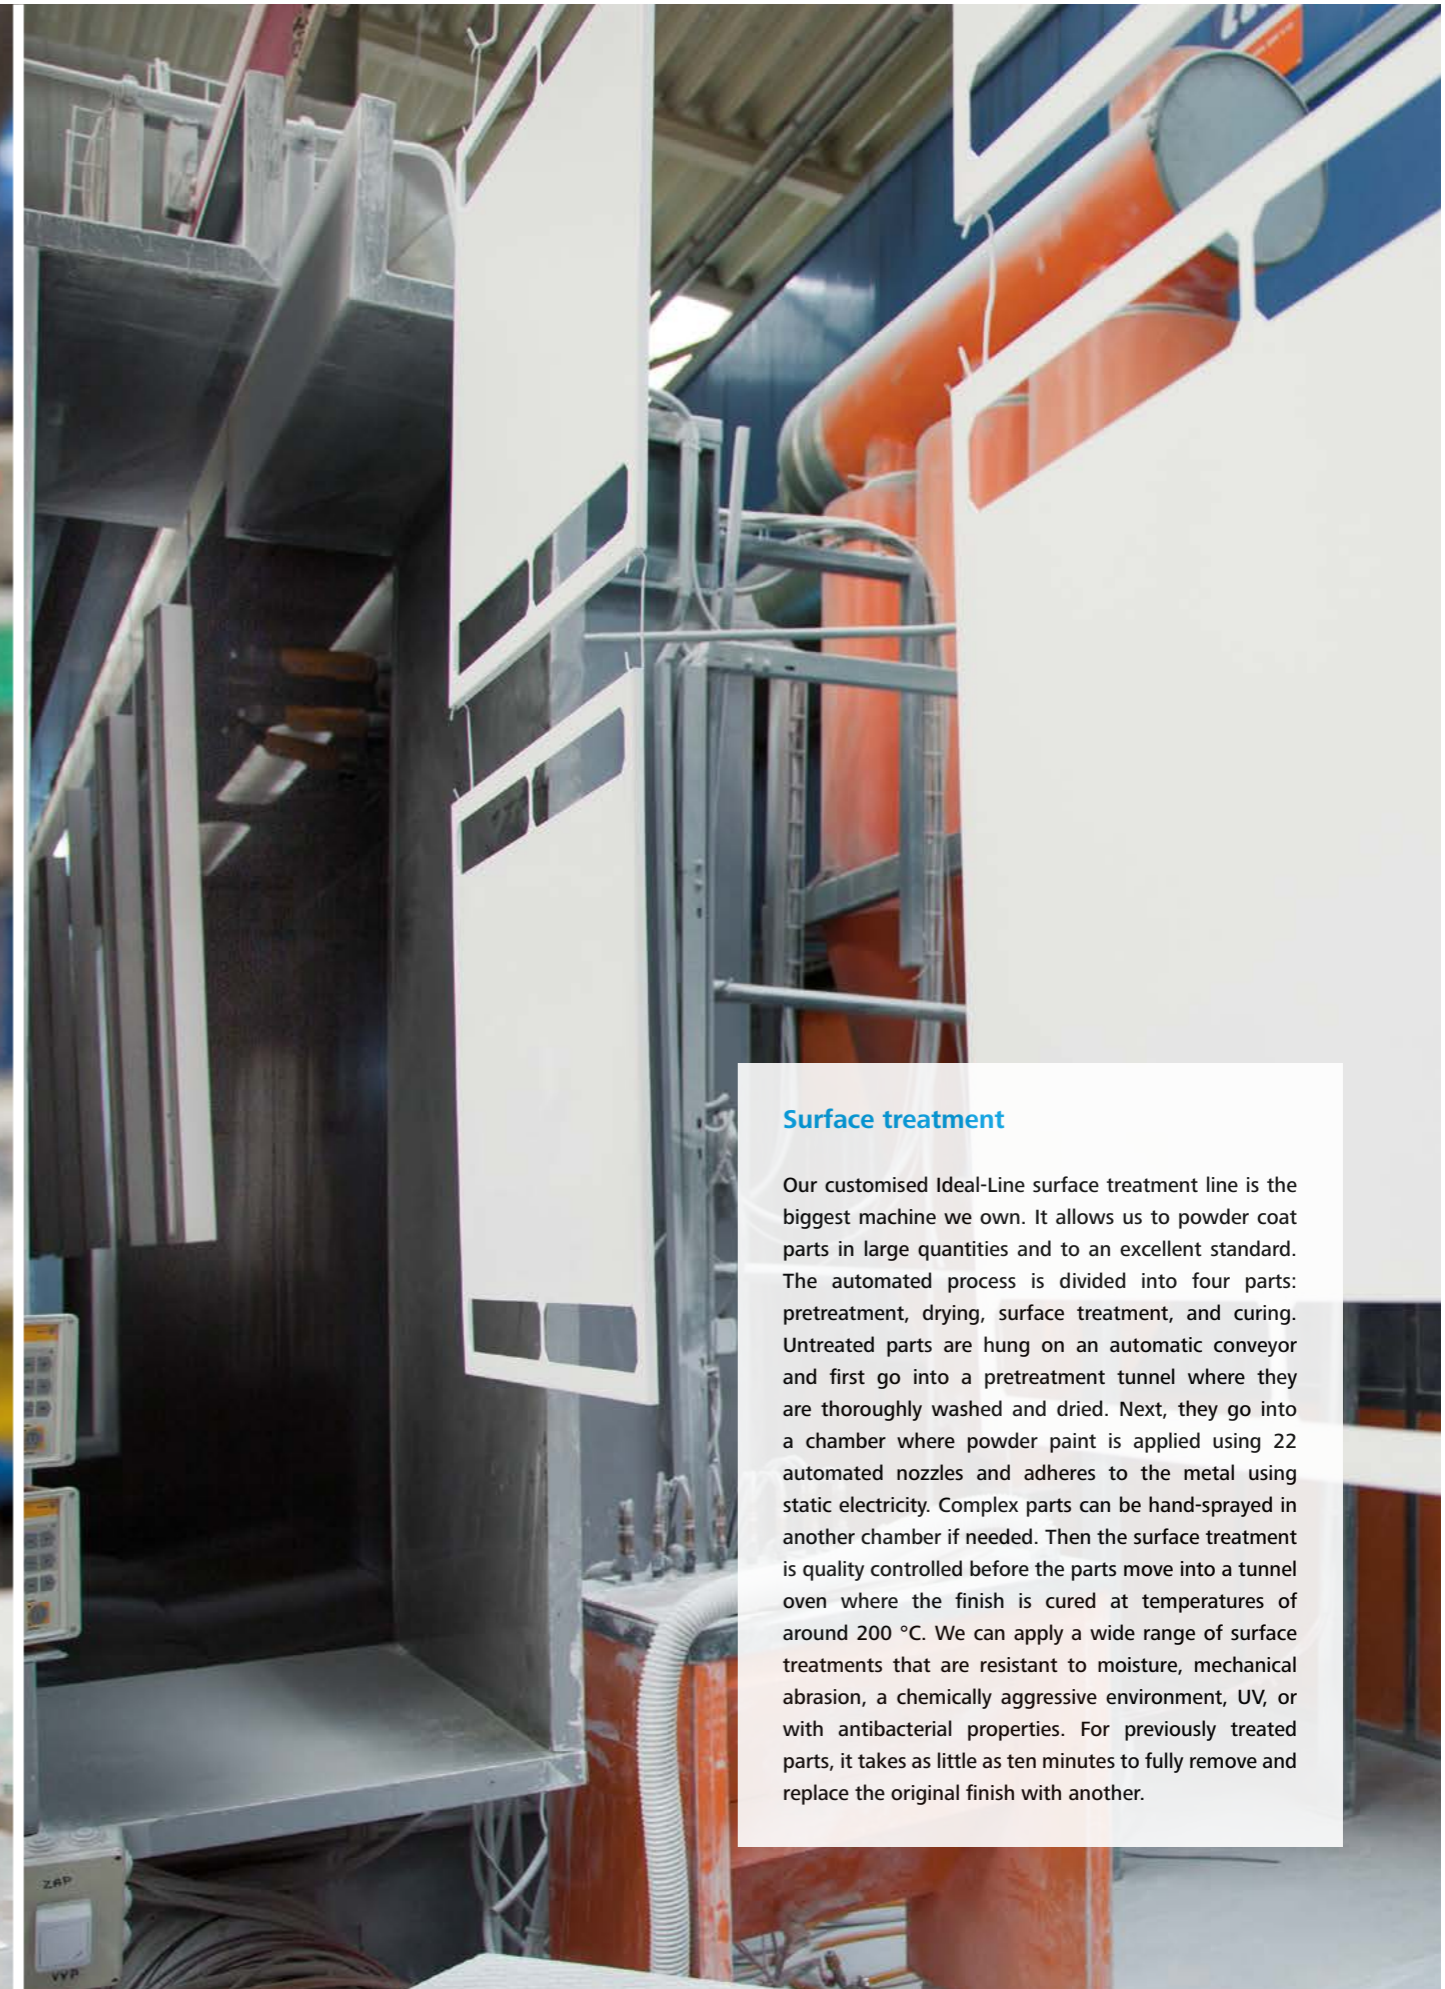 Surface treatment
Our customised Ideal-Line surface treatment line is the
biggest machine we own. It allows us to powder coat
parts in large quantities and to an excellent standard.
The automated process is divided into four parts:
pretreatment, drying, surface treatment, and curing.
Untreated parts are hung on an automatic conveyor
and first go into a pretreatment tunnel where they
are thoroughly washed and dried. Next, they go into
a chamber where powder paint is applied using 22
automated nozzles and adheres to the metal using
static electricity. Complex parts can be hand-sprayed in
another chamber if needed. Then the surface treatment
is quality controlled before the parts move into a tunnel
oven where the finish is cured at temperatures of
around 200 °C. We can apply a wide range of surface
treatments that are resistant to moisture, mechanical
abrasion, a chemically aggressive environment, UV, or
with antibacterial properties. For previously treated
parts, it takes as little as ten minutes to fully remove and
replace the original finish with another.
ZAP
VYP